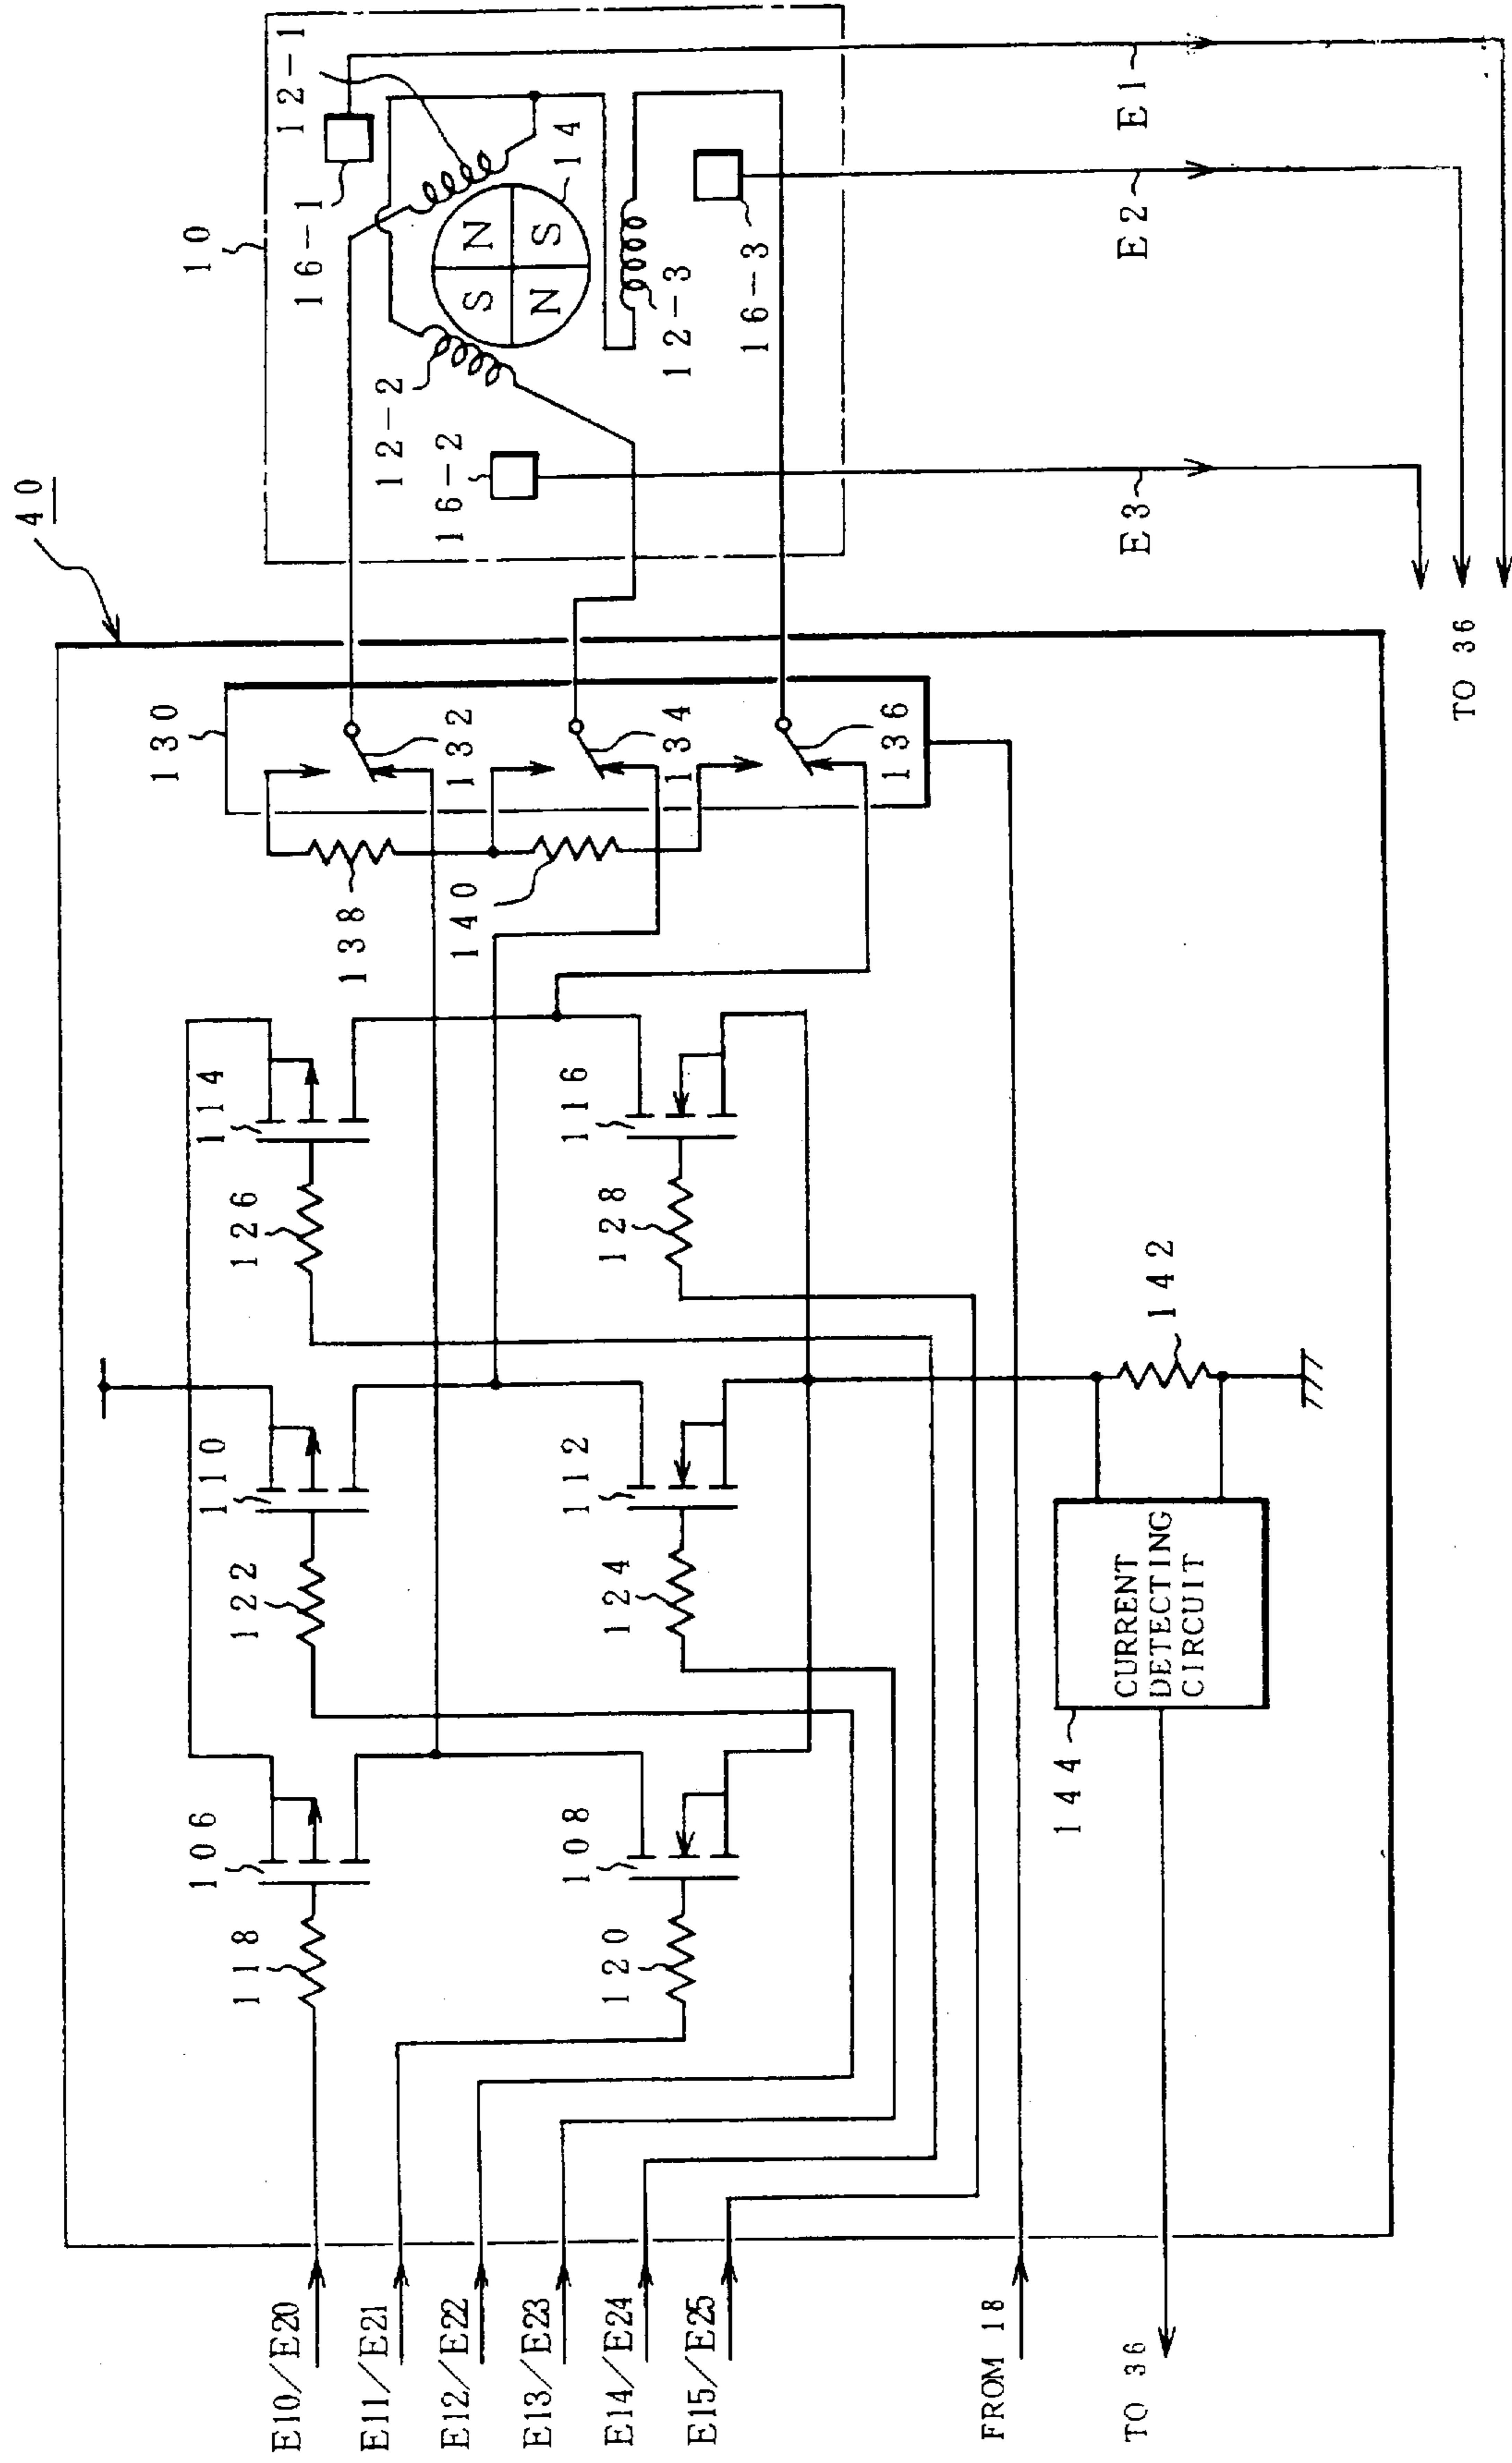 40
10
12-1
16-1
14
N
S
S
N
12-2
16-2
12-3
16-3
E1
E2
E3
TO 36
130
132
134
136
138
140
114
116
126
128
110
112
122
124
106
108
118
120
142
144
CURRENT
DETECTING
CIRCUIT
E10/E20
E11/E21
E12/E22
E13/E23
E14/E24
E15/E25
FROM 18
TO 36